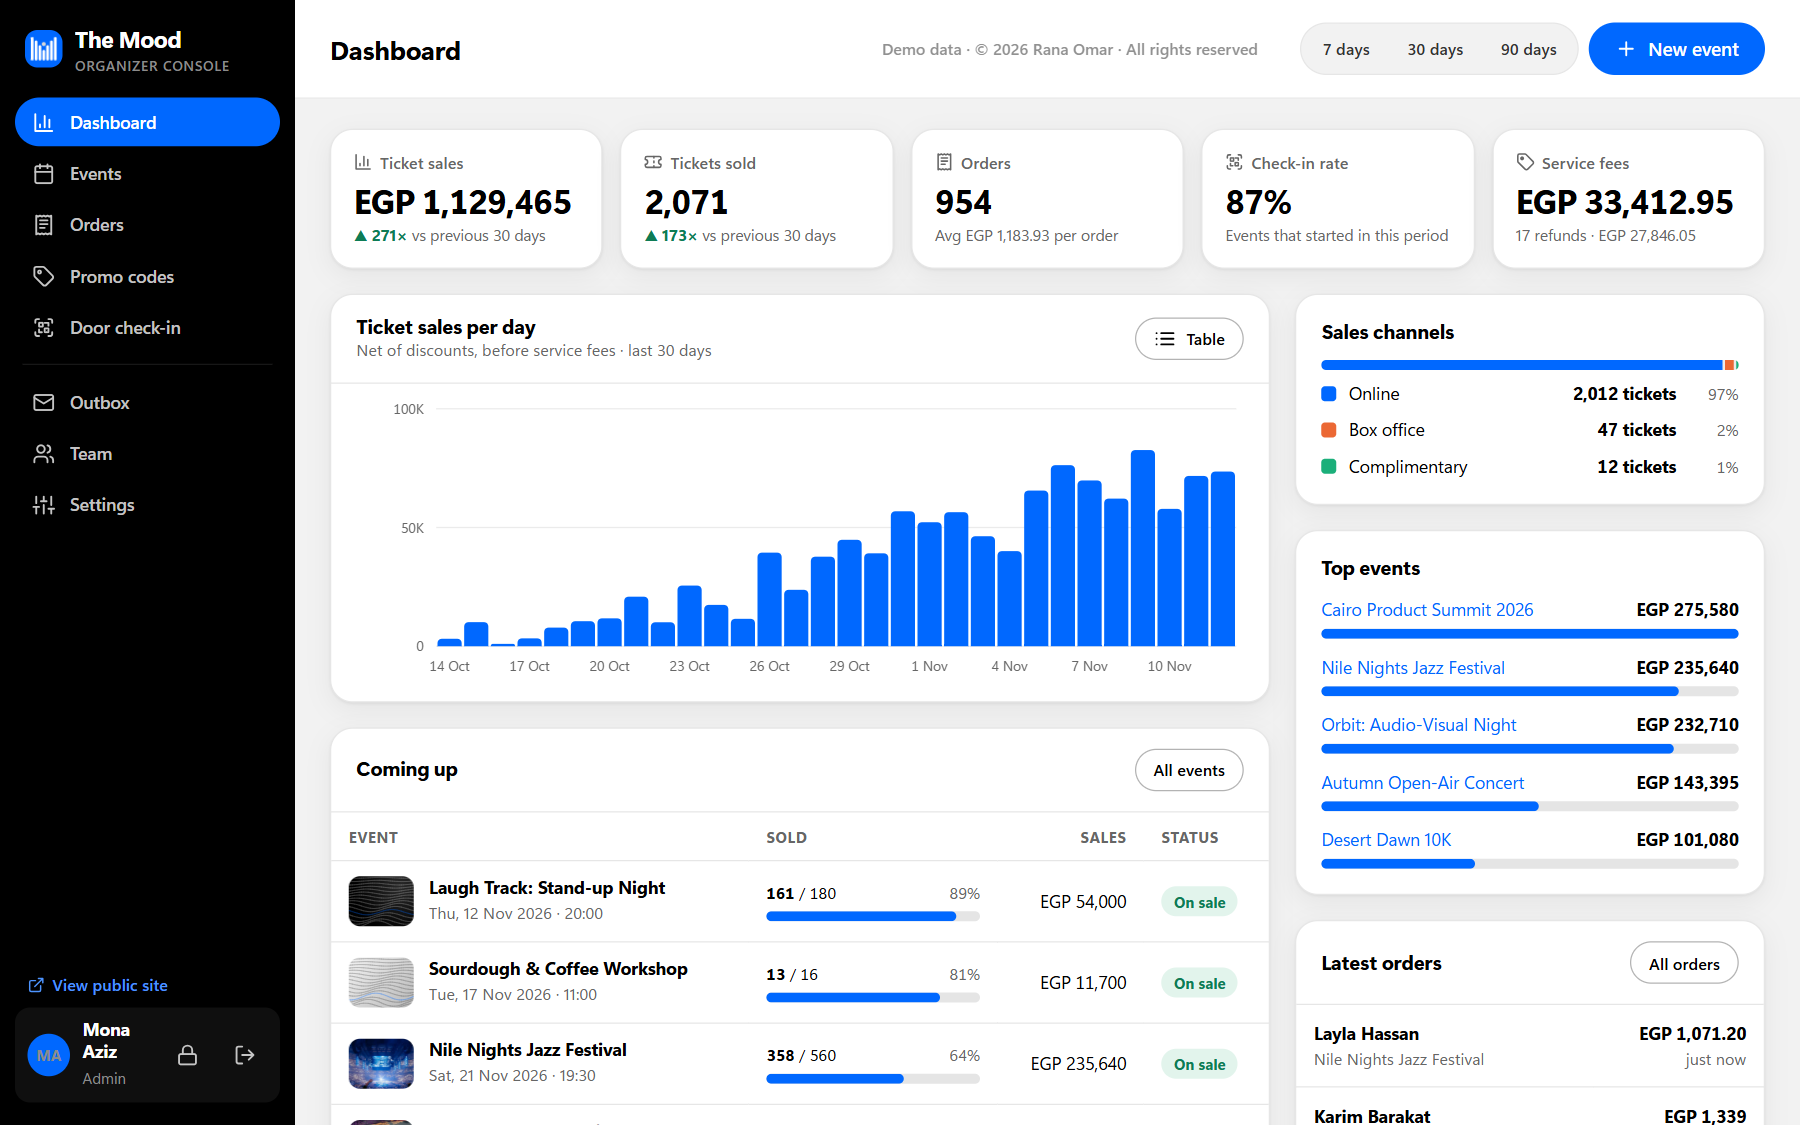 The Mood
ORGANIZER CONSOLE
Dashboard
Events
Orders
Promo codes
Door check-in
Outbox
Team
Settings
View public site
MA
Mona Aziz
Admin
Dashboard
Demo data · © 2026 Rana Omar · All rights reserved
7 days 30 days 90 days
New event
Ticket sales
EGP 1,129,465
▲ 271× vs previous 30 days
Tickets sold
2,071
▲ 173× vs previous 30 days
Orders
954
Avg EGP 1,183.93 per order
Check-in rate
87%
Events that started in this period
Service fees
EGP 33,412.95
17 refunds · EGP 27,846.05
Ticket sales per day
Net of discounts, before service fees · last 30 days
Table
100K
50K
0
14 Oct 17 Oct 20 Oct 23 Oct 26 Oct 29 Oct 1 Nov 4 Nov 7 Nov 10 Nov
Coming up
All events
EVENT SOLD SALES STATUS
Laugh Track: Stand-up Night
Thu, 12 Nov 2026 · 20:00
161 / 180 89%
EGP 54,000
On sale
Sourdough & Coffee Workshop
Tue, 17 Nov 2026 · 11:00
13 / 16 81%
EGP 11,700
On sale
Nile Nights Jazz Festival
Sat, 21 Nov 2026 · 19:30
358 / 560 64%
EGP 235,640
On sale
Sales channels
Online 2,012 tickets 97%
Box office 47 tickets 2%
Complimentary 12 tickets 1%
Top events
Cairo Product Summit 2026 EGP 275,580
Nile Nights Jazz Festival EGP 235,640
Orbit: Audio-Visual Night EGP 232,710
Autumn Open-Air Concert EGP 143,395
Desert Dawn 10K EGP 101,080
Latest orders
All orders
Layla Hassan EGP 1,071.20
Nile Nights Jazz Festival just now
Karim Barakat EGP 1,339